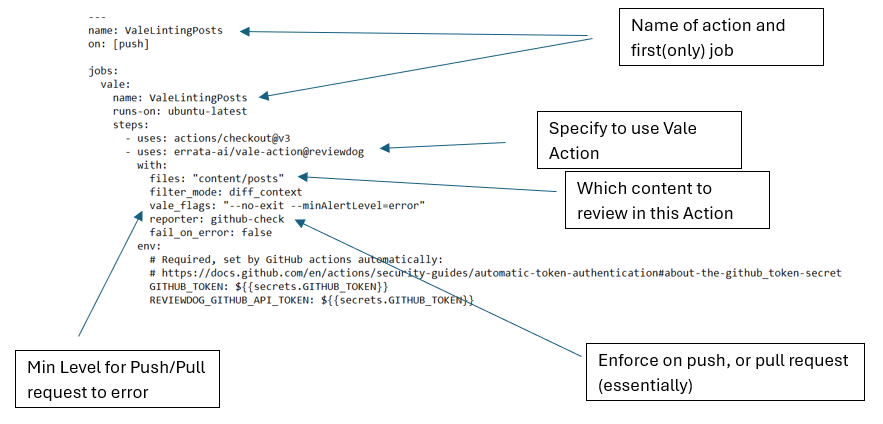 ---
name: ValeLintingPosts
on: [push]
jobs:
vale:
name: ValeLintingPosts
runs-on: ubuntu-latest
steps:
- uses: actions/checkout@v3
- uses: errata-ai/vale-action@reviewdog
with:
files: "content/posts"
filter_mode: diff_context
vale_flags: "--no-exit --minAlertLevel=error"
reporter: github-check
fail_on_error: false
env:
# Required, set by GitHub actions automatically:
# https://docs.github.com/en/actions/security-guides/automatic-token-authentication#about-the-github_token-secret
GITHUB_TOKEN: ${{secrets.GITHUB_TOKEN}}
REVIEWDOG_GITHUB_API_TOKEN: ${{secrets.GITHUB_TOKEN}}
Name of action and
first(only) job
Specify to use Vale
Action
Which content to
review in this Action
Min Level for Push/Pull
request to error
Enforce on push, or pull request
(essentially)